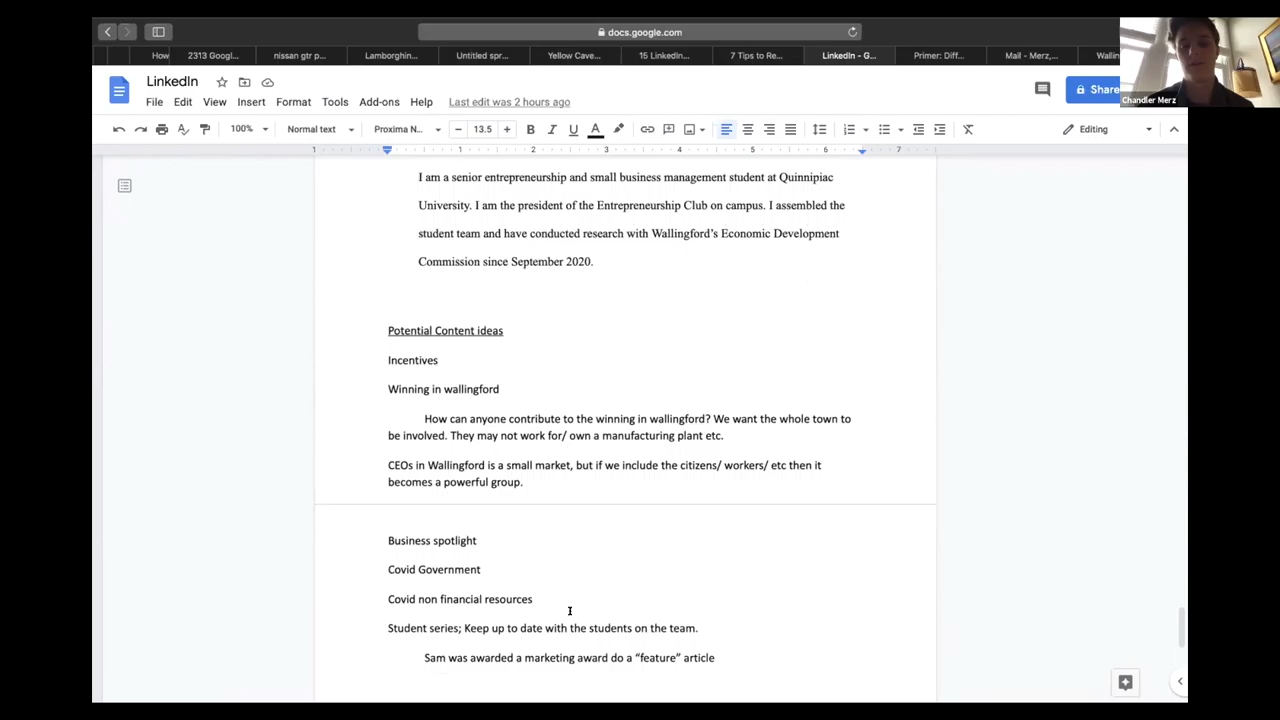 docs.google.com
How
2313 Googl...
nissan gtr p...
Lamborghin...
Untitled spr...
Yellow Cave...
15 LinkedIn...
7 Tips to Re...
LinkedIn - G...
Primer: Diff...
Mail - Merz,...
Wallin
LinkedIn
File Edit View Insert Format Tools Add-ons Help Last edit was 2 hours ago
Share
Chandler Merz
100% Normal text Proxima N... 13.5 B I U A Editing
1 1 2 3 4 5 6 7
I am a senior entrepreneurship and small business management student at Quinnipiac
University. I am the president of the Entrepreneurship Club on campus. I assembled the
student team and have conducted research with Wallingford’s Economic Development
Commission since September 2020.
Potential Content ideas
Incentives
Winning in wallingford
How can anyone contribute to the winning in wallingford? We want the whole town to
be involved. They may not work for/ own a manufacturing plant etc.
CEOs in Wallingford is a small market, but if we include the citizens/ workers/ etc then it
becomes a powerful group.
Business spotlight
Covid Government
Covid non financial resources
Student series; Keep up to date with the students on the team.
Sam was awarded a marketing award do a “feature” article